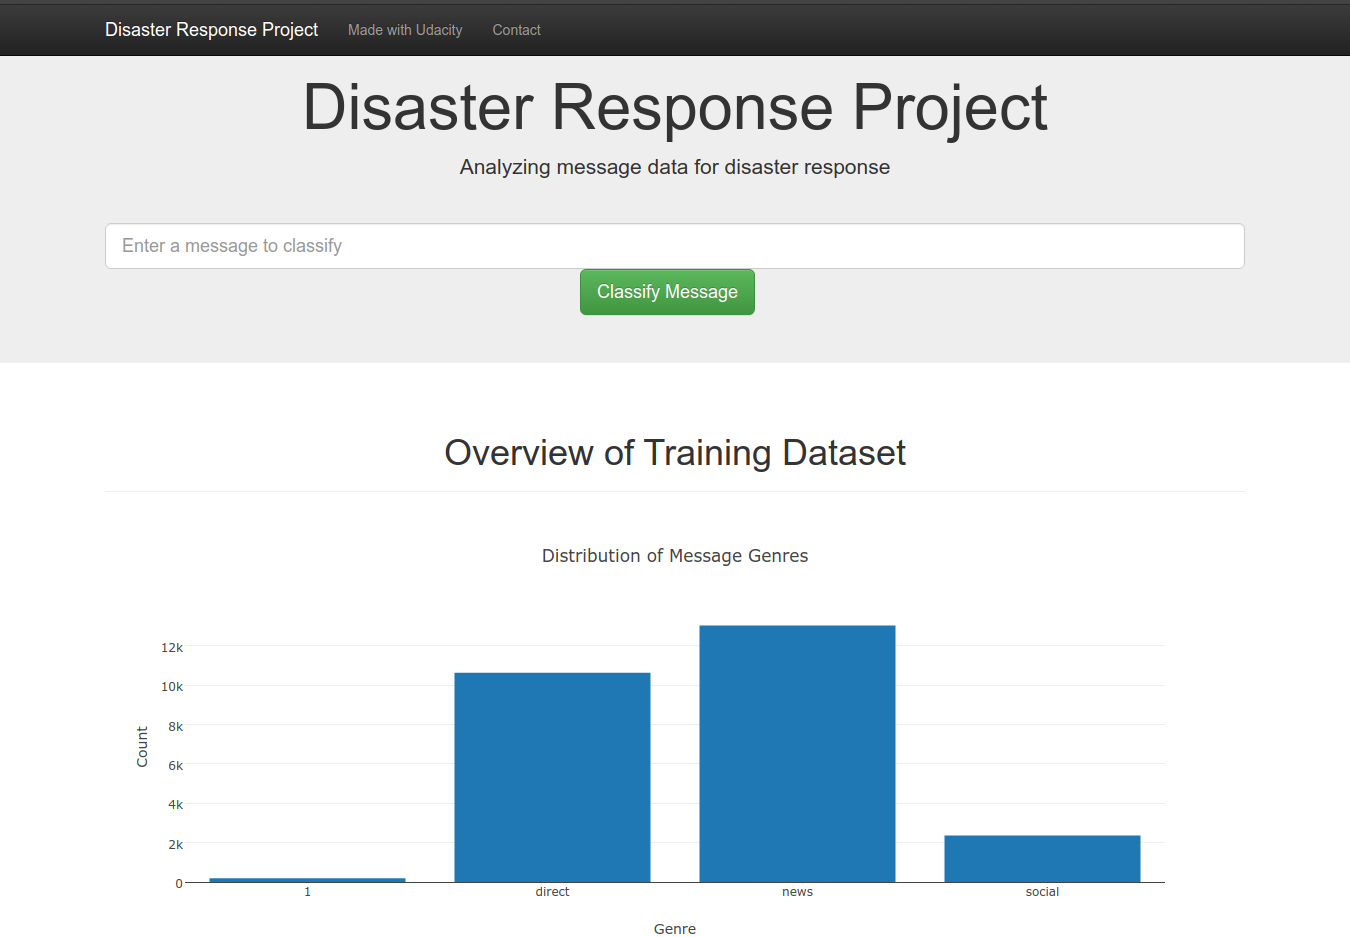 Disaster Response Project Made with Udacity Contact
Disaster Response Project
Analyzing message data for disaster response
Enter a message to classify
Classify Message
Overview of Training Dataset
Distribution of Message Genres
12k
10k
8k
6k
4k
2k
0
Count
1 direct news social
Genre